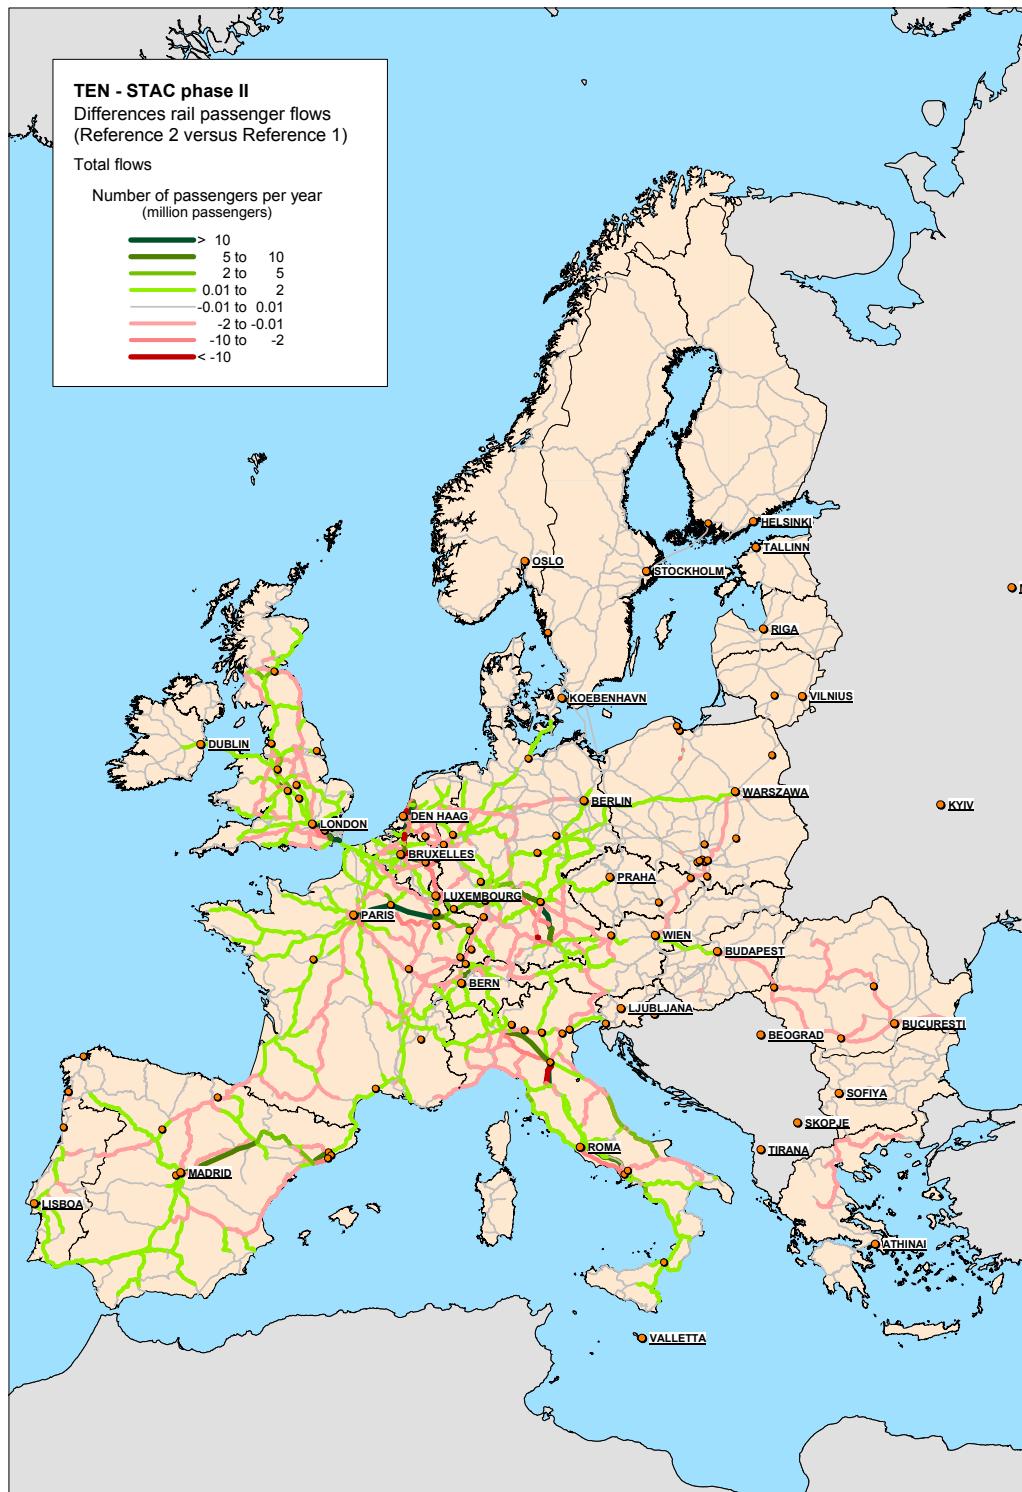 TEN - STAC phase II
Differences rail passenger flows
(Reference 2 versus Reference 1)
Total flows
Number of passengers per year
(million passengers)
> 10
5 to 10
2 to 5
0.01 to 2
-0.01 to 0.01
-2 to -0.01
-10 to -2
< -10
HELSINKI
TALLINN
OSLO
STOCKHOLM
RIGA
KOEBENHAVN
VILNIUS
DUBLIN
WARSZAWA
BERLIN
KYIV
DEN HAAG
LONDON
BRUXELLES
PRAHA
LUXEMBOURG
PARIS
WIEN
BUDAPEST
BERN
LJUBLJANA
BUCURESTI
BEOGRAD
SOFIYA
SKOPJE
ROMA
TIRANA
MADRID
LISBOA
ATHINAI
VALLETTA